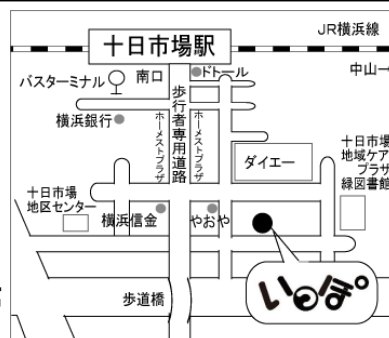 JR横浜線
十日市場駅
中山
バスターミナル
南口
ドトール
歩行者専用道路
横浜銀行
ホーメストプラザ
ホーメストプラザ
ダイエー
十日市場
地域ケア
プラザ
緑図書館
十日市場
地区センター
横浜信金
やおや
いっぽ
歩道橋